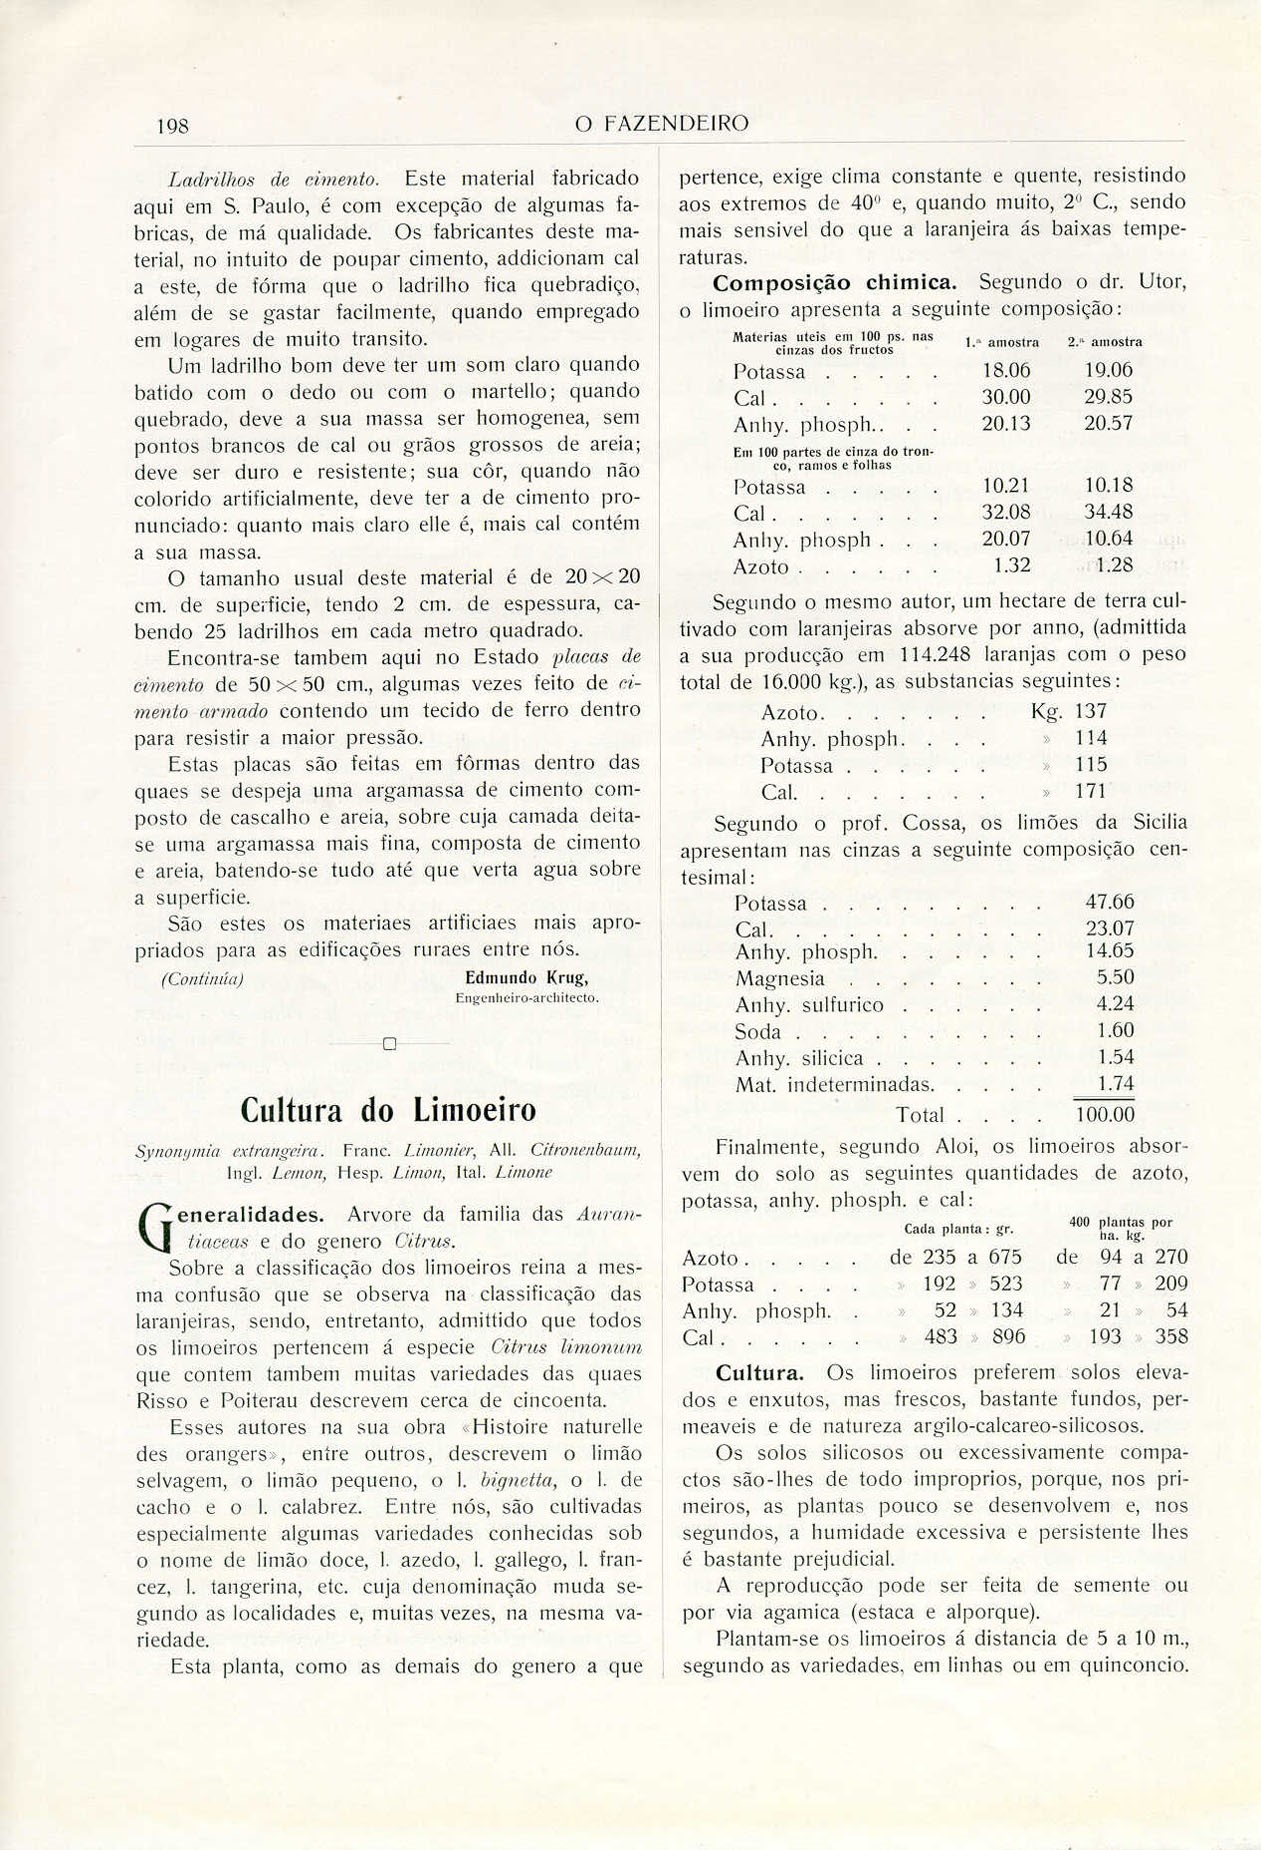 198
O FAZENDEIRO
Ladrilhos de cimento. Este material fabricado
aqui em S. Paulo, é com excepção de algumas fa-
bricas, de má qualidade. Os fabricantes deste ma-
terial, no intuito de poupar cimento, addicionam cal
a este, de fórma que o ladrilho fica quebradiço,
além de se gastar facilmente, quando empregado
em logares de muito transito.
Um ladrilho bom deve ter um som claro quando
batido com o dedo ou com o martello; quando
quebrado, deve a sua massa ser homogenea, sem
pontos brancos de cal ou grãos grossos de areia;
deve ser duro e resistente; sua côr, quando não
colorido artificialmente, deve ter a de cimento pro-
nunciado: quanto mais claro elle é, mais cal contém
a sua massa.
O tamanho usual deste material é de 20×20
cm. de superficie, tendo 2 cm. de espessura, ca-
bendo 25 ladrilhos em cada metro quadrado.
Encontra-se tambem aqui no Estado placas de
cimento de 50×50 cm., algumas vezes feito de ci-
mento armado contendo um tecido de ferro dentro
para resistir a maior pressão.
Estas placas são feitas em fôrmas dentro das
quaes se despeja uma argamassa de cimento com-
posto de cascalho e areia, sobre cuja camada deita-
se uma argamassa mais fina, composta de cimento
e areia, batendo-se tudo até que verta agua sobre
a superficie.
São estes os materiaes artificiaes mais apro-
priados para as edificações ruraes entre nós.
(Continúa) Edmundo Krug,
Engenheiro-architecto.
Cultura do Limoeiro
Synonymia extrangeira. Franc. Limonier, All. Citronenbaum,
Ingl. Lemon, Hesp. Limon, Ital. Limone
Generalidades. Arvore da familia das Auran-
tiaceas e do genero Citrus.
Sobre a classificação dos limoeiros reina a mes-
ma confusão que se observa na classificação das
laranjeiras, sendo, entretanto, admittido que todos
os limoeiros pertencem á especie Citrus limonum
que contem tambem muitas variedades das quaes
Risso e Poiterau descrevem cerca de cincoenta.
Esses autores na sua obra «Histoire naturelle
des orangers», entre outros, descrevem o limão
selvagem, o limão pequeno, o l. bignetta, o l. de
cacho e o l. calabrez. Entre nós, são cultivadas
especialmente algumas variedades conhecidas sob
o nome de limão doce, l. azedo, l. gallego, l. fran-
cez, l. tangerina, etc. cuja denominação muda se-
gundo as localidades e, muitas vezes, na mesma va-
riedade.
Esta planta, como as demais do genero a que
pertence, exige clima constante e quente, resistindo
aos extremos de 40º e, quando muito, 2º C., sendo
mais sensivel do que a laranjeira ás baixas tempe-
raturas.
Composição chimica. Segundo o dr. Utor,
o limoeiro apresenta a seguinte composição:
Materias uteis em 100 ps. nas
cinzas dos fructos 1.ª amostra 2.ª amostra
Potassa . . . . . 18.06 19.06
Cal . . . . . . . 30.00 29.85
Anhy. phosph. . . . 20.13 20.57
Em 100 partes de cinza do tron-
co, ramos e folhas
Potassa . . . . . 10.21 10.18
Cal . . . . . . . 32.08 34.48
Anhy. phosph . . . 20.07 10.64
Azoto . . . . . . 1.32 1.28
Segundo o mesmo autor, um hectare de terra cul-
tivado com laranjeiras absorve por anno, (admittida
a sua producção em 114.248 laranjas com o peso
total de 16.000 kg.), as substancias seguintes:
Azoto . . . . . . . Kg. 137
Anhy. phosph. . . . » 114
Potassa . . . . . . » 115
Cal. . . . . . . . » 171
Segundo o prof. Cossa, os limões da Sicilia
apresentam nas cinzas a seguinte composição cen-
tesimal:
Potassa . . . . . . . . . 47.66
Cal. . . . . . . . . . . 23.07
Anhy. phosph. . . . . . . 14.65
Magnesia . . . . . . . . 5.50
Anhy. sulfurico . . . . . . 4.24
Soda . . . . . . . . . . 1.60
Anhy. silicica . . . . . . . 1.54
Mat. indeterminadas. . . . . 1.74
Total . . . . 100.00
Finalmente, segundo Aloi, os limoeiros absor-
vem do solo as seguintes quantidades de azoto,
potassa, anhy. phosph. e cal:
Cada planta: gr. 400 plantas por
ha. kg.
Azoto . . . . . de 235 a 675 de 94 a 270
Potassa . . . . » 192 » 523 » 77 » 209
Anhy. phosph. . » 52 » 134 » 21 » 54
Cal . . . . . . » 483 » 896 » 193 » 358
Cultura. Os limoeiros preferem solos eleva-
dos e enxutos, mas frescos, bastante fundos, per-
meaveis e de natureza argilo-calcareo-silicosos.
Os solos silicosos ou excessivamente compa-
ctos são-lhes de todo improprios, porque, nos pri-
meiros, as plantas pouco se desenvolvem e, nos
segundos, a humidade excessiva e persistente lhes
é bastante prejudicial.
A reproducção pode ser feita de semente ou
por via agamica (estaca e alporque).
Plantam-se os limoeiros á distancia de 5 a 10 m.,
segundo as variedades, em linhas ou em quinconcio.